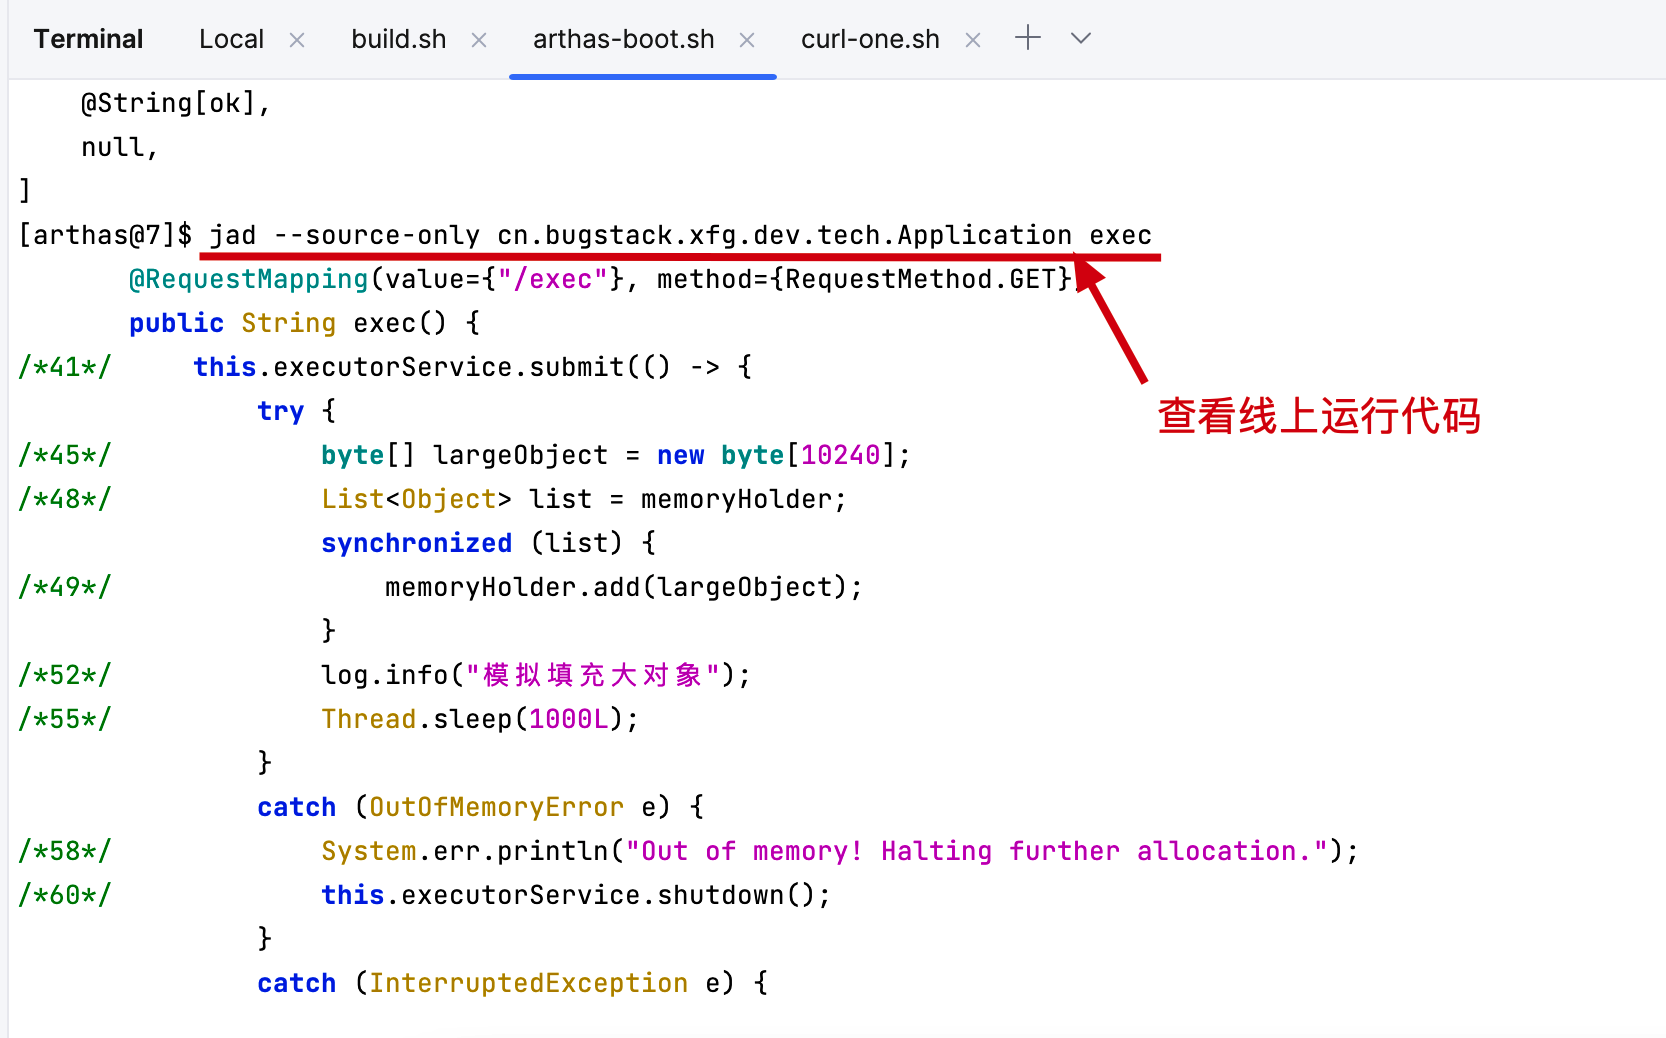 Terminal Local build.sh arthas-boot.sh curl-one.sh
@String[ok],
null,
]
[arthas@7]$ jad --source-only cn.bugstack.xfg.dev.tech.Application exec
@RequestMapping(value={"/exec"}, method={RequestMethod.GET}
public String exec() {
/*41*/ this.executorService.submit(() -> {
查看线上运行代码
try {
/*45*/ byte[] largeObject = new byte[10240];
/*48*/ List<Object> list = memoryHolder;
synchronized (list) {
/*49*/ memoryHolder.add(largeObject);
}
/*52*/ log.info("模拟填充大对象");
/*55*/ Thread.sleep(1000L);
}
catch (OutOfMemoryError e) {
/*58*/ System.err.println("Out of memory! Halting further allocation.");
/*60*/ this.executorService.shutdown();
}
catch (InterruptedException e) {